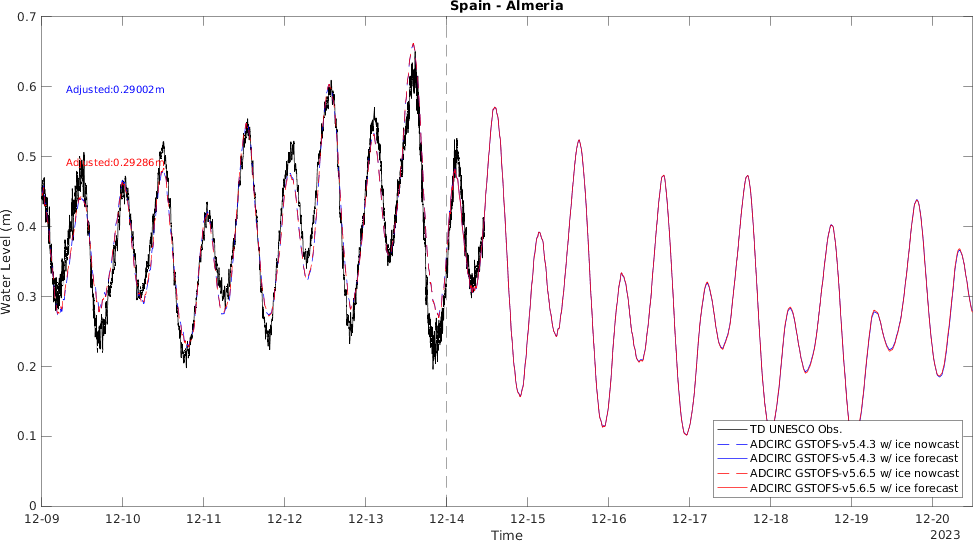 Spain - Almeria
0.7
0.6
0.5
0.4
0.3
0.2
0.1
0
Water Level (m)
Adjusted:0.29002m
Adjusted:0.29286m
TD UNESCO Obs.
ADCIRC GSTOFS-v5.4.3 w/ ice nowcast
ADCIRC GSTOFS-v5.4.3 w/ ice forecast
ADCIRC GSTOFS-v5.6.5 w/ ice nowcast
ADCIRC GSTOFS-v5.6.5 w/ ice forecast
12-09 12-10 12-11 12-12 12-13 12-14 12-15 12-16 12-17 12-18 12-19 12-20
Time
2023